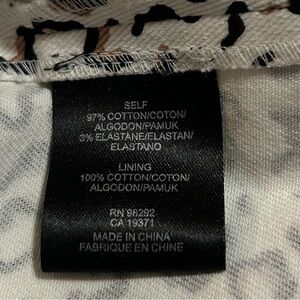 SELF
97% COTTON/COTON/
ALGODON/PAMUK
3% ELASTANE/ELASTAN/
ELASTANO
LINING
100% COTTON/COTON/
ALGODON/PAMUK
RN 98292
CA 19371
MADE IN CHINA
FABRIQUE EN CHINE